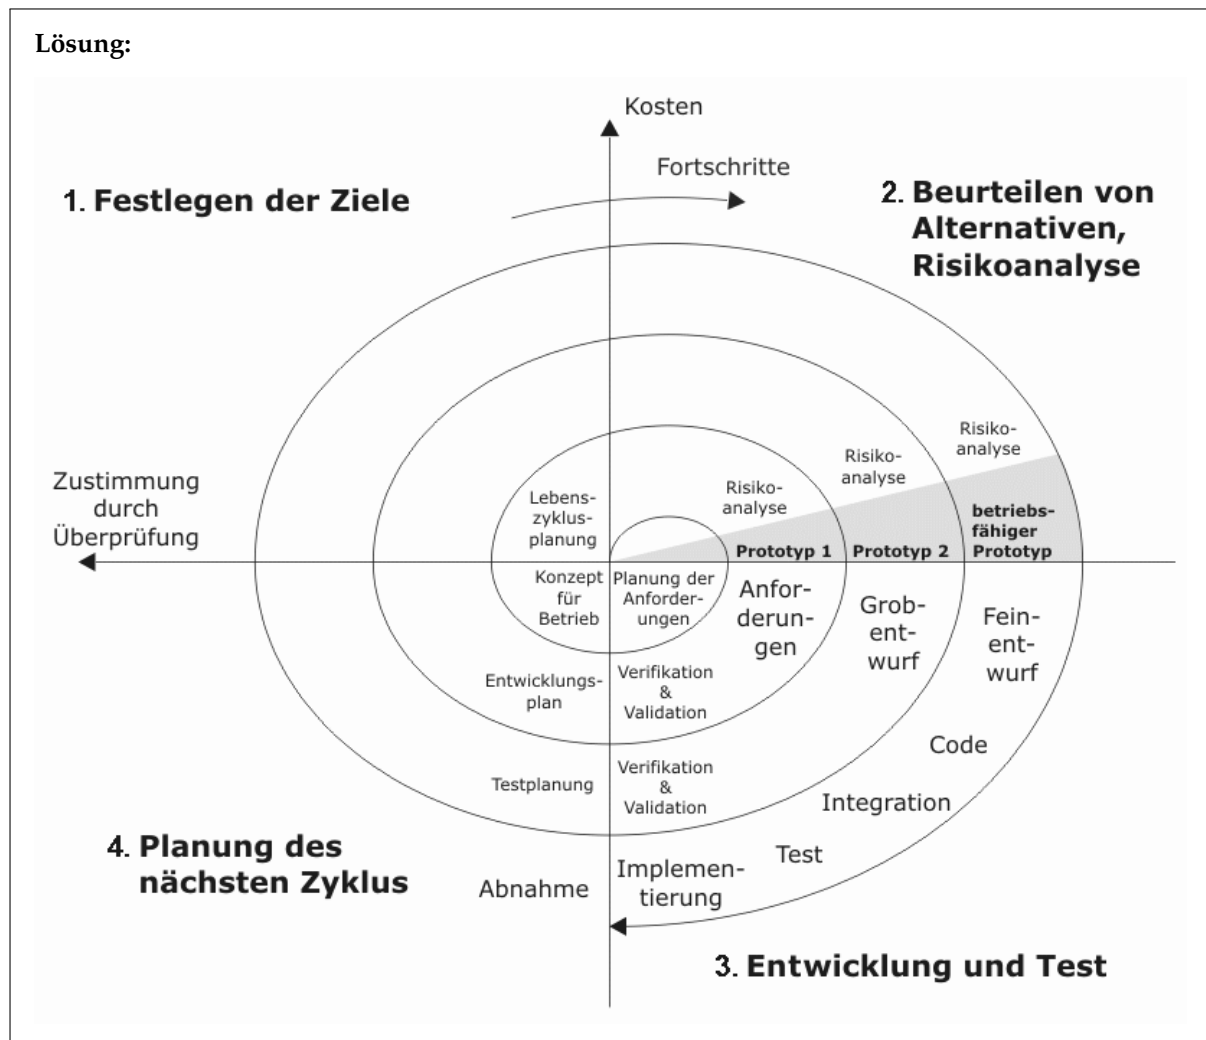 Lösung:
Kosten
Fortschritte
1. Festlegen der Ziele
2. Beurteilen von
Alternativen,
Risikoanalyse
Zustimmung
durch
Überprüfung
Lebens-
zyklus-
planung
Risiko-
analyse
Risiko-
analyse
Risiko-
analyse
Prototyp 1
Prototyp 2
betriebs-
fähiger
Prototyp
Konzept
für
Betrieb
Planung der
Anforder-
ungen
Anfor-
derun-
gen
Grob-
ent-
wurf
Fein-
ent-
wurf
Entwicklungs-
plan
Verifikation
&
Validation
Code
Testplanung
Verifikation
&
Validation
Integration
Test
4. Planung des
nächsten Zyklus
Abnahme
Implemen-
tierung
3. Entwicklung und Test